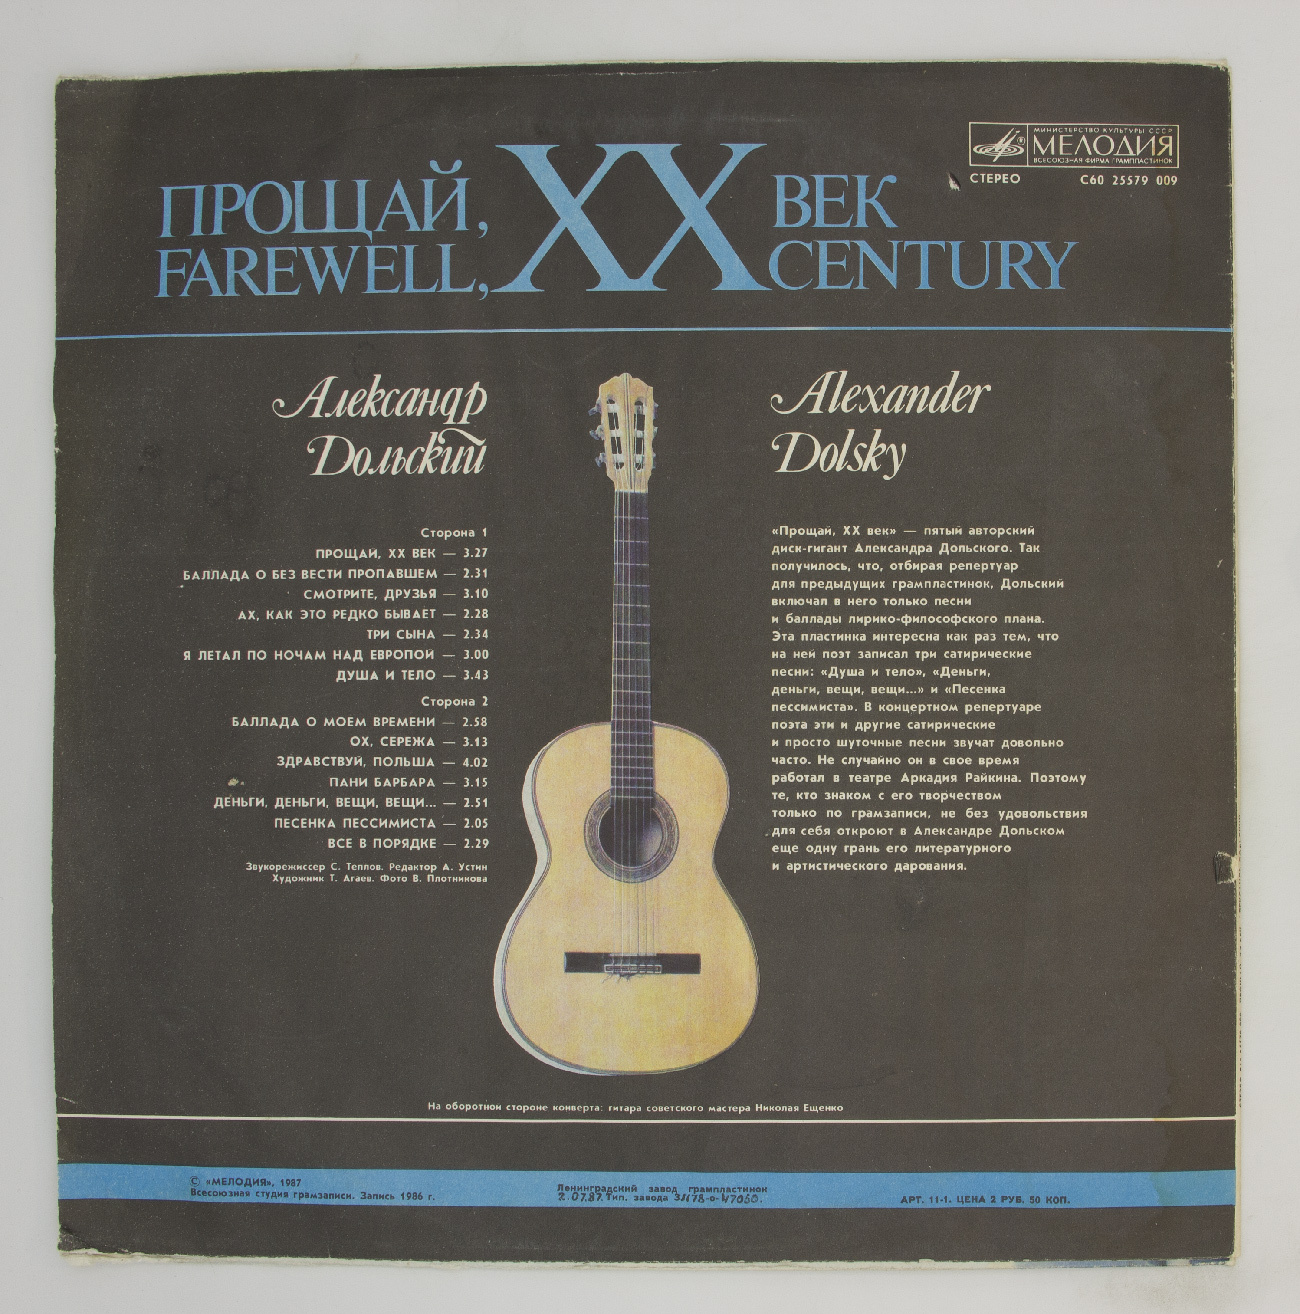 МИНИСТЕРСТВО КУЛЬТУРЫ СССР
МЕЛОДИЯ
ВСЕСОЮЗНАЯ ФИРМА ГРАМПЛАСТИНОК
СТЕРЕО С60 25579 009
ПРОЩАЙ, XX ВЕК
FAREWELL, CENTURY
Александр
Дольский
Alexander
Dolsky
Сторона 1
ПРОЩАЙ, XX ВЕК — 3.27
БАЛЛАДА О БЕЗ ВЕСТИ ПРОПАВШЕМ — 2.31
СМОТРИТЕ, ДРУЗЬЯ — 3.10
АХ, КАК ЭТО РЕДКО БЫВАЕТ — 2.28
ТРИ СЫНА — 2.34
Я ЛЕТАЛ ПО НОЧАМ НАД ЕВРОПОЙ — 3.00
ДУША И ТЕЛО — 3.43
Сторона 2
БАЛЛАДА О МОЕМ ВРЕМЕНИ — 2.58
ОХ, СЕРЕЖА — 3.13
ЗДРАВСТВУЙ, ПОЛЬША — 4.02
ПАНИ БАРБАРА — 3.15
ДЕНЬГИ, ДЕНЬГИ, ВЕЩИ, ВЕЩИ... — 2.51
ПЕСЕНКА ПЕССИМИСТА — 2.05
ВСЕ В ПОРЯДКЕ — 2.29
Звукорежиссер С. Теплов. Редактор А. Устин
Художник Т. Агаев. Фото В. Плотникова
«Прощай, XX век» — пятый авторский
диск-гигант Александра Дольского. Так
получилось, что, отбирая репертуар
для предыдущих грампластинок, Дольский
включал в него только песни
и баллады лирико-философского плана.
Эта пластинка интересна как раз тем, что
на ней поэт записал три сатирические
песни: «Душа и тело», «Деньги,
деньги, вещи, вещи...» и «Песенка
пессимиста». В концертном репертуаре
поэта эти и другие сатирические
и просто шуточные песни звучат довольно
часто. Не случайно он в свое время
работал в театре Аркадия Райкина. Поэтому
те, кто знаком с его творчеством
только по грамзаписи, не без удовольствия
для себя откроют в Александре Дольском
еще одну грань его литературного
и артистического дарования.
На оборотной стороне конверта: гитара советского мастера Николая Ещенко
© «МЕЛОДИЯ», 1987
Всесоюзная студия грамзаписи. Запись 1986 г.
Ленинградский завод грампластинок
2.07.87. Тип. завода
АРТ. 11-1. ЦЕНА 2 РУБ. 50 КОП.